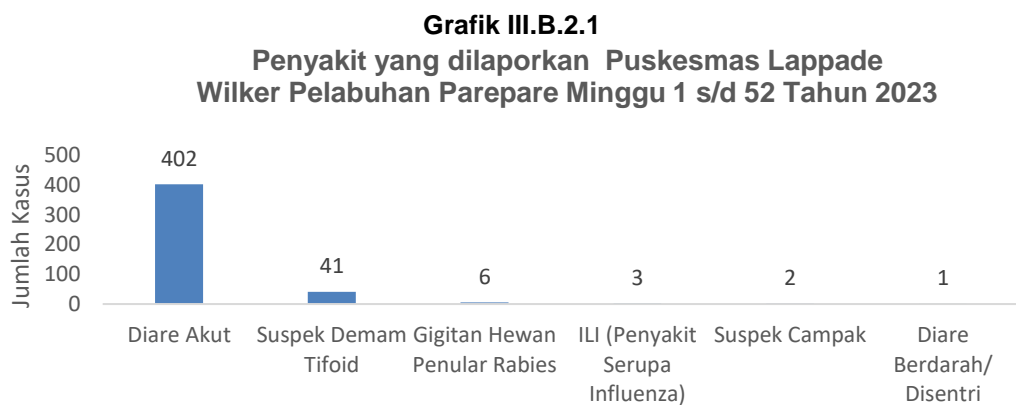 Grafik III.B.2.1
Penyakit yang dilaporkan Puskesmas Lappade
Wilker Pelabuhan Parepare Minggu 1 s/d 52 Tahun 2023
Jumlah Kasus
500
400
300
200
100
0
402
41
6
3
2
1
Diare Akut
Suspek Demam
Tifoid
Gigitan Hewan
Penular Rabies
ILI (Penyakit
Serupa
Influenza)
Suspek Campak
Diare
Berdarah/
Disentri